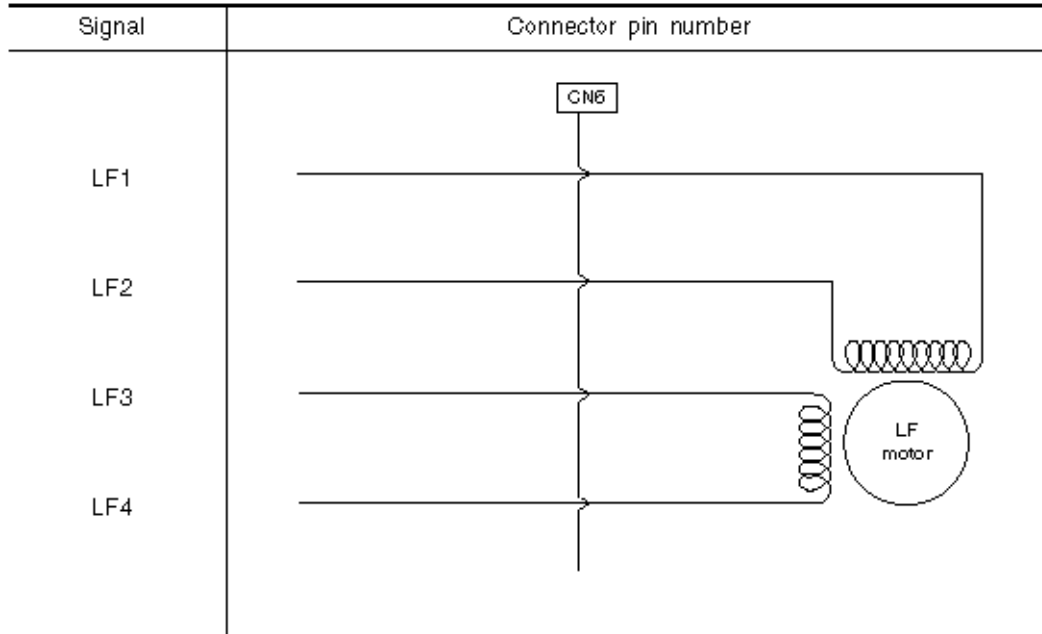 Signal
Connector pin number
CN6
LF1
LF2
LF3
LF4
LF
motor